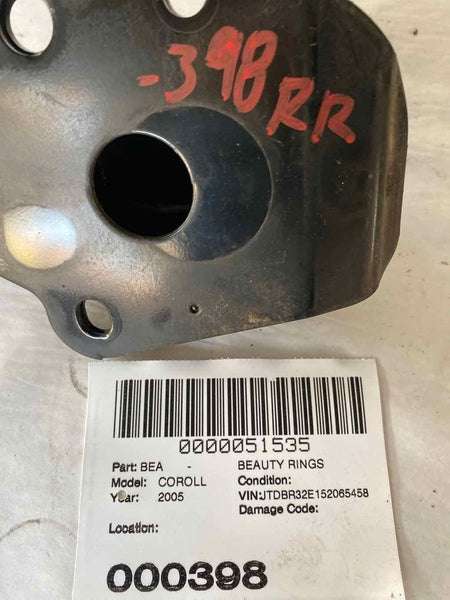 -398 RR
0000051535
Part: BEA - BEAUTY RINGS
Model: COROLL Condition:
Year: 2005 VIN:JTDBR32E152065458
Damage Code:
Location:
000398